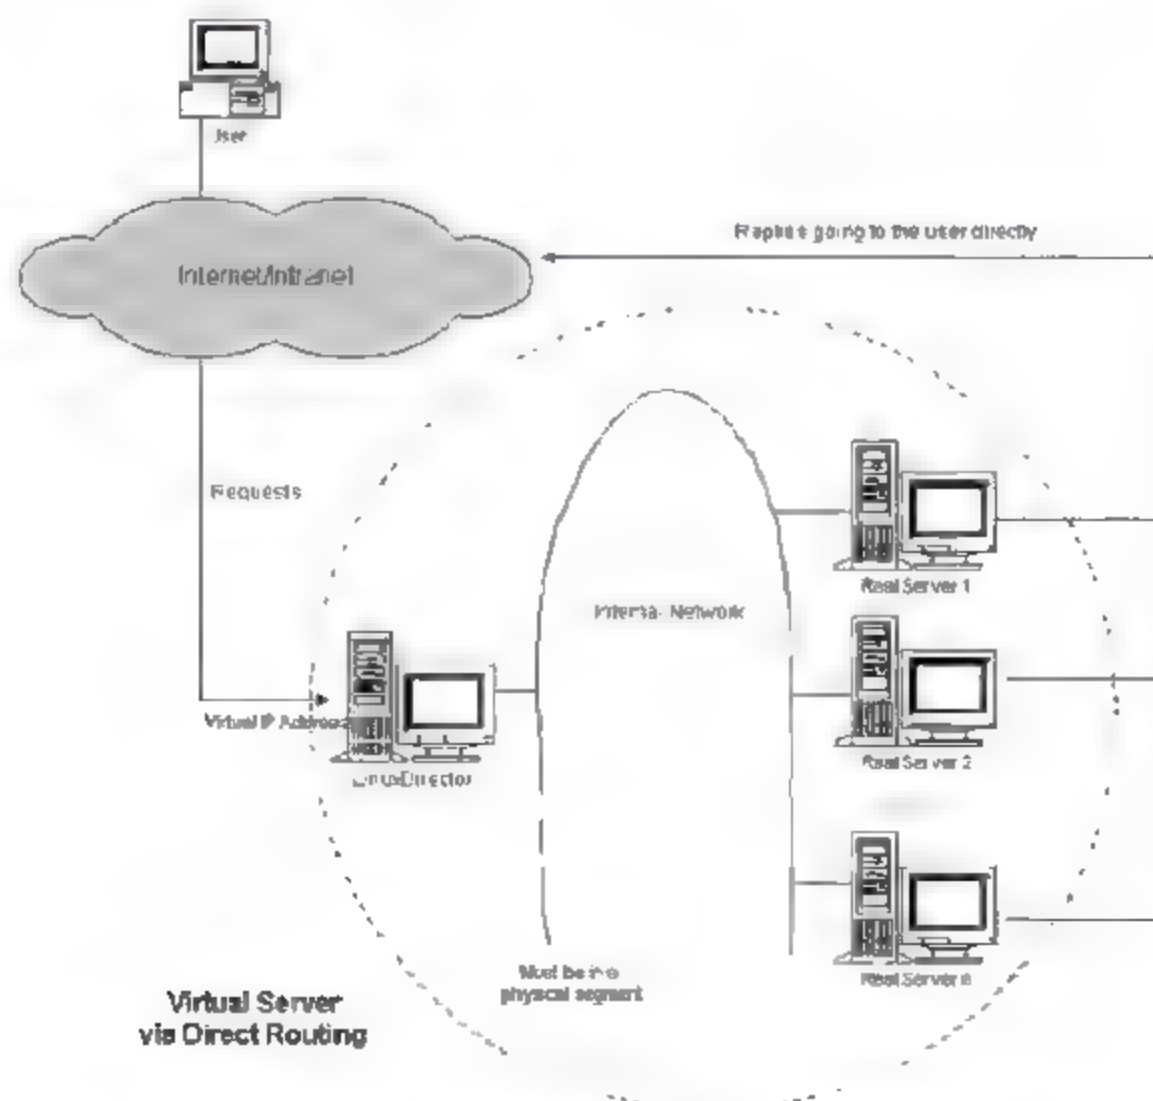 User
Internet/Intranet
Replies going to the user directly
Requests
Real Server 1
Internal Network
Virtual IP Address
Real Server 2
LinuxDirector
Must be in a
physical segment
Real Server n
Virtual Server
via Direct Routing